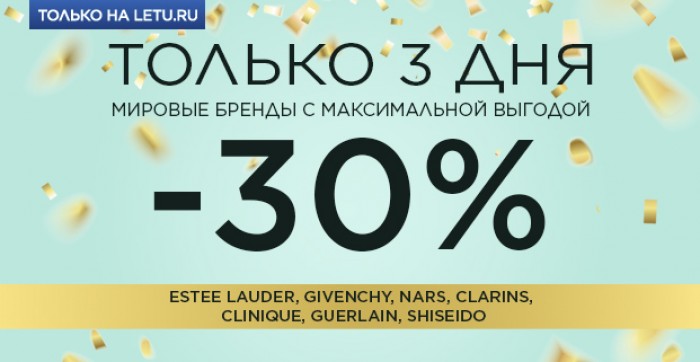 ТОЛЬКО НА LETU.RU
ТОЛЬКО 3 ДНЯ
МИРОВЫЕ БРЕНДЫ С МАКСИМАЛЬНОЙ ВЫГОДОЙ
-30%
ESTEE LAUDER, GIVENCHY, NARS, CLARINS,
CLINIQUE, GUERLAIN, SHISEIDO